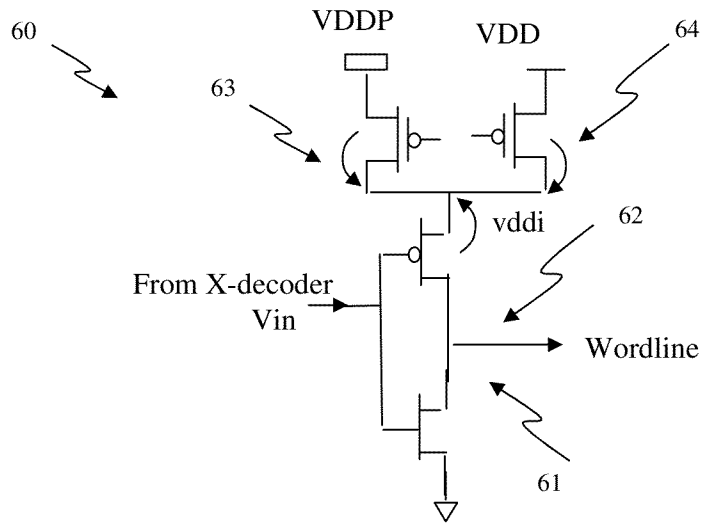 60
VDDP
VDD
64
63
vddi
62
From X-decoder
Vin
Wordline
61